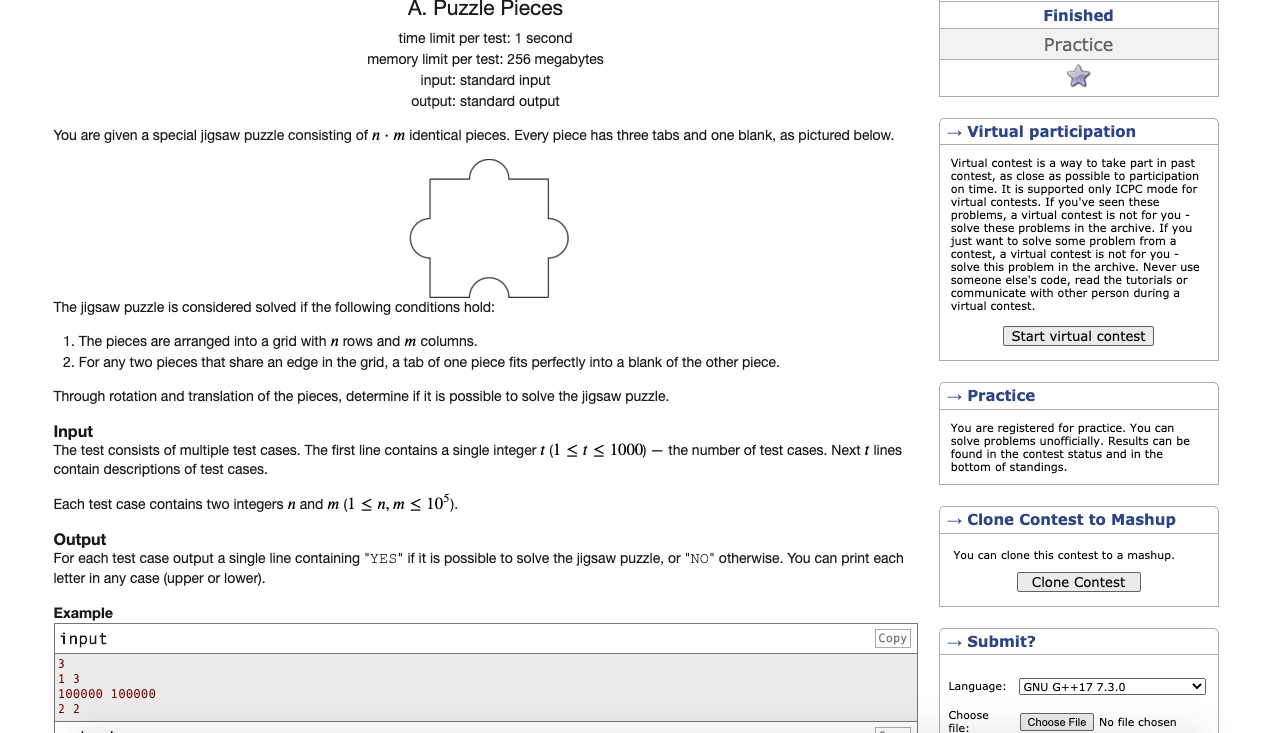 A. Puzzle Pieces
time limit per test: 1 second
memory limit per test: 256 megabytes
input: standard input
output: standard output
You are given a special jigsaw puzzle consisting of n · m identical pieces. Every piece has three tabs and one blank, as pictured below.
The jigsaw puzzle is considered solved if the following conditions hold:
1. The pieces are arranged into a grid with n rows and m columns.
2. For any two pieces that share an edge in the grid, a tab of one piece fits perfectly into a blank of the other piece.
Through rotation and translation of the pieces, determine if it is possible to solve the jigsaw puzzle.
Input
The test consists of multiple test cases. The first line contains a single integer t (1 ≤ t ≤ 1000) — the number of test cases. Next t lines
contain descriptions of test cases.
Each test case contains two integers n and m (1 ≤ n, m ≤ 10⁵).
Output
For each test case output a single line containing "YES" if it is possible to solve the jigsaw puzzle, or "NO" otherwise. You can print each
letter in any case (upper or lower).
Example
input
Copy
3
1 3
100000 100000
2 2
Finished
Practice
→ Virtual participation
Virtual contest is a way to take part in past
contest, as close as possible to participation
on time. It is supported only ICPC mode for
virtual contests. If you've seen these
problems, a virtual contest is not for you -
solve these problems in the archive. If you
just want to solve some problem from a
contest, a virtual contest is not for you -
solve this problem in the archive. Never use
someone else's code, read the tutorials or
communicate with other person during a
virtual contest.
Start virtual contest
→ Practice
You are registered for practice. You can
solve problems unofficially. Results can be
found in the contest status and in the
bottom of standings.
→ Clone Contest to Mashup
You can clone this contest to a mashup.
Clone Contest
→ Submit?
Language: GNU G++17 7.3.0
Choose
file: Choose File No file chosen